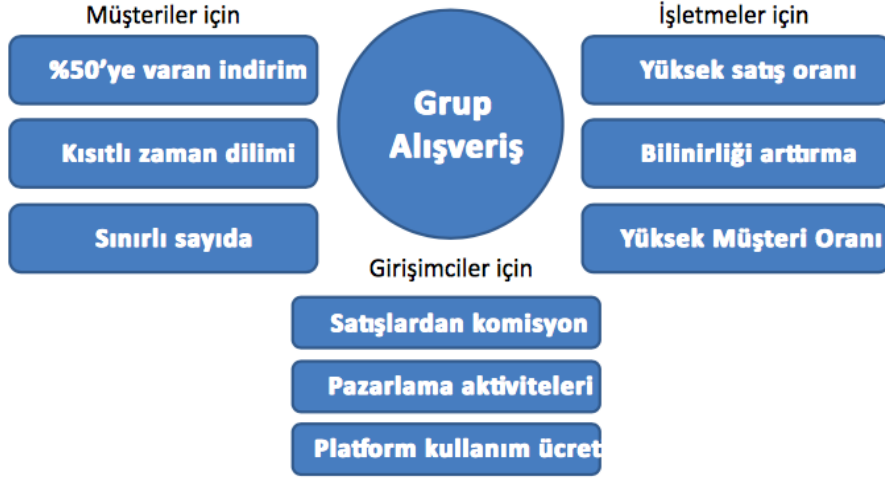 Müşteriler için
%50'ye varan indirim
Kısıtlı zaman dilimi
Sınırlı sayıda
Grup
Alışveriş
İşletmeler için
Yüksek satış oranı
Bilinirliği arttırma
Yüksek Müşteri Oranı
Girişimciler için
Satışlardan komisyon
Pazarlama aktiviteleri
Platform kullanım ücret